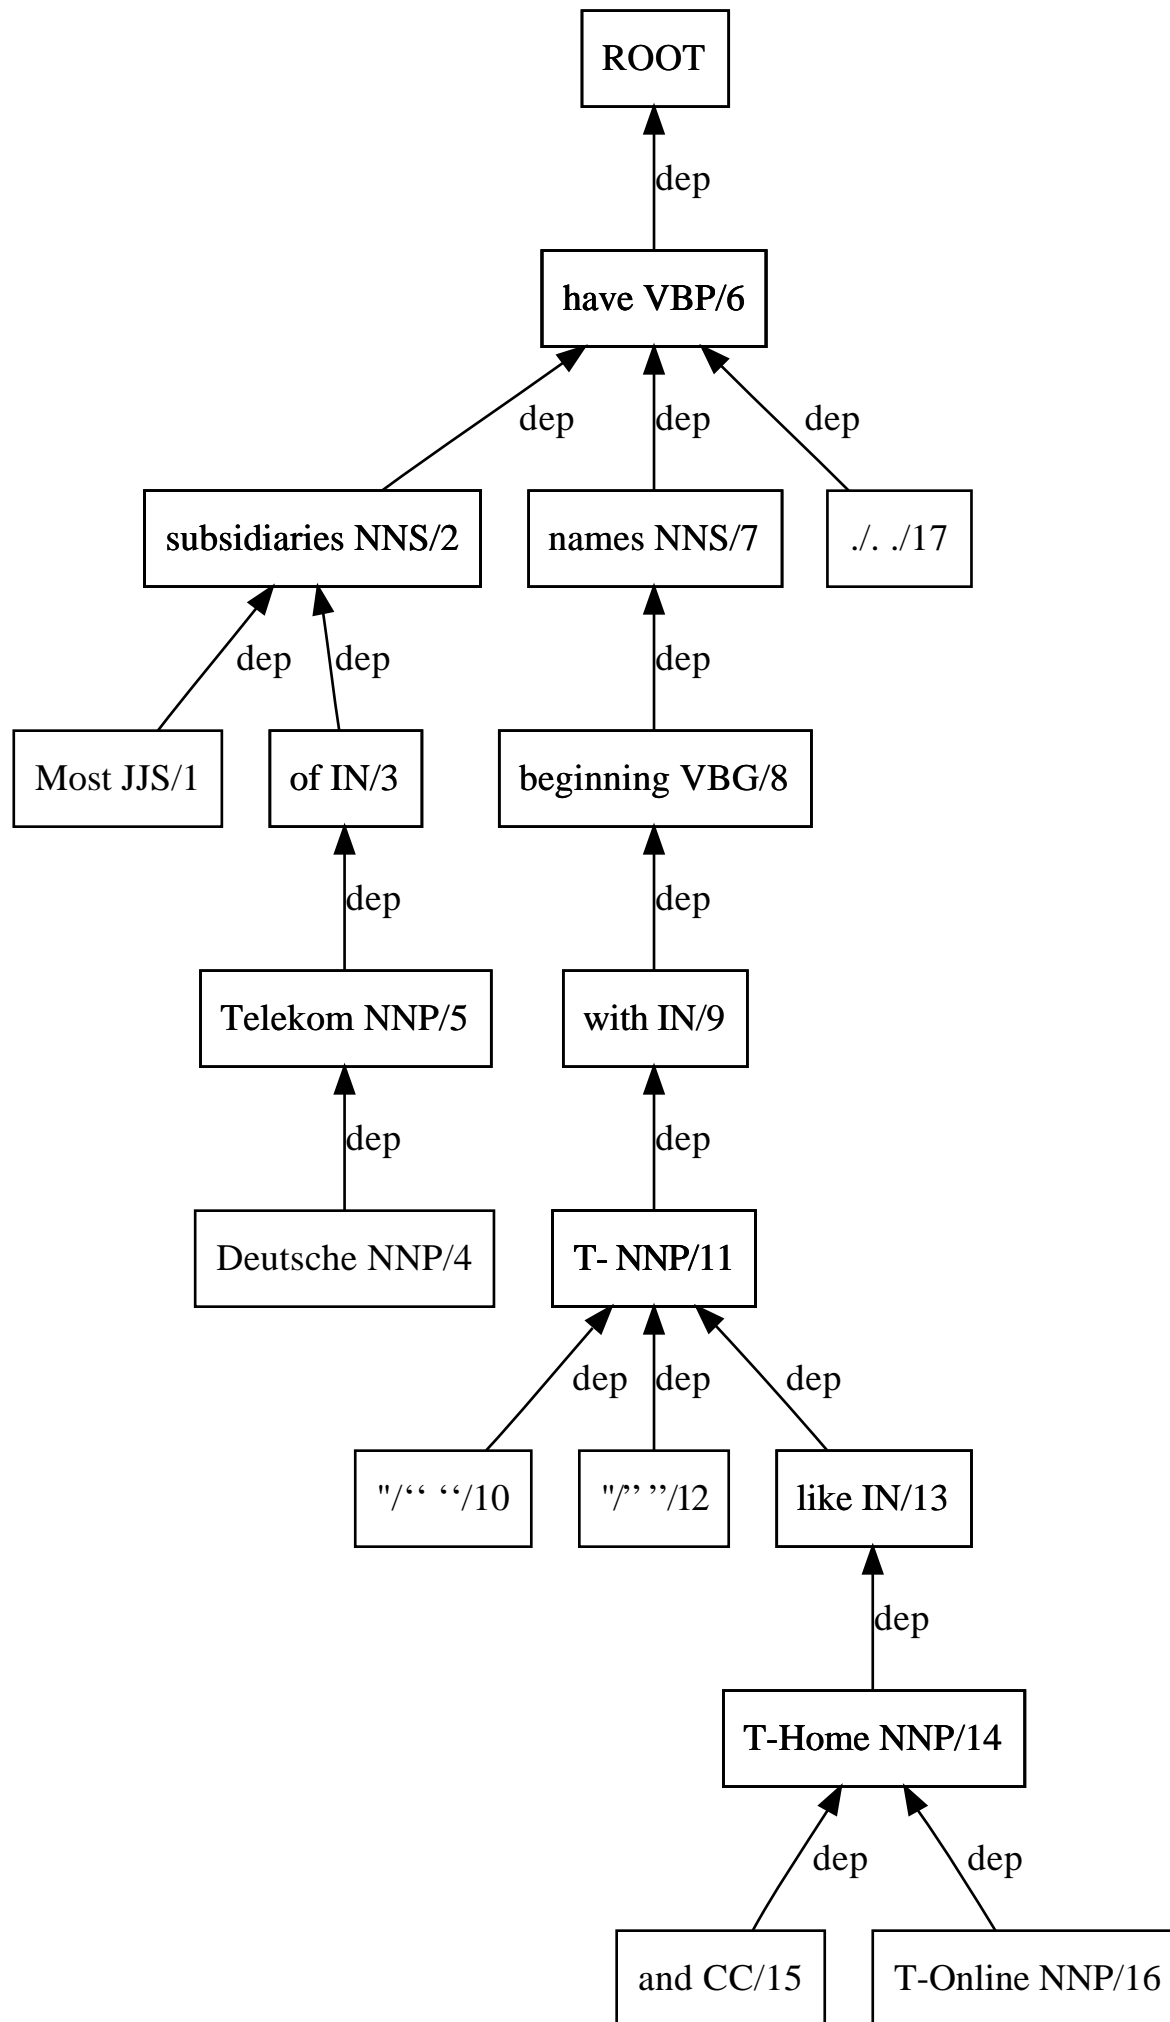 ROOT
dep
have VBP/6
dep dep dep
subsidiaries NNS/2 names NNS/7 ./. ./17
dep dep dep
Most JJS/1 of IN/3 beginning VBG/8
dep dep
Telekom NNP/5 with IN/9
dep dep
Deutsche NNP/4 T- NNP/11
dep dep dep
"/‘‘ ‘‘/10 "/’’ ’’/12 like IN/13
dep
T-Home NNP/14
dep dep
and CC/15 T-Online NNP/16